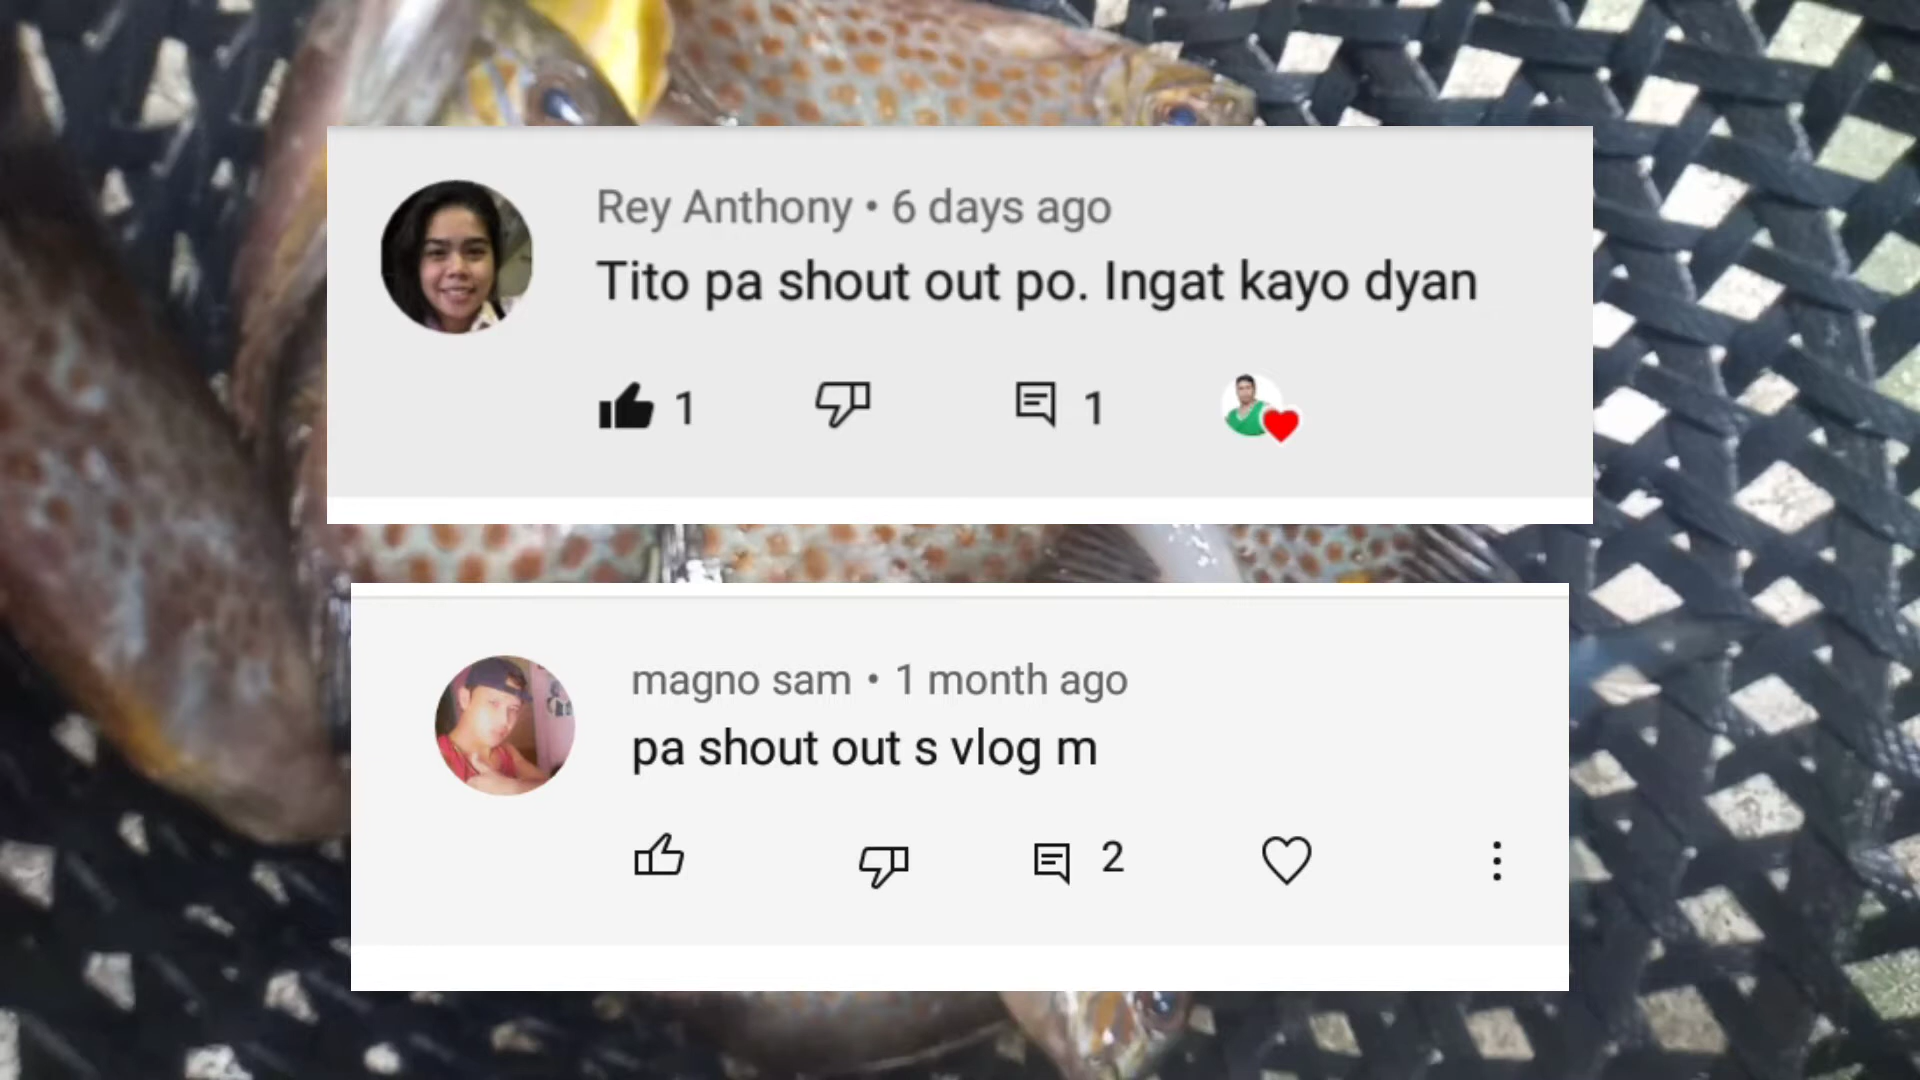 Rey Anthony • 6 days ago
Tito pa shout out po. Ingat kayo dyan
1 1
magno sam • 1 month ago
pa shout out s vlog m
2